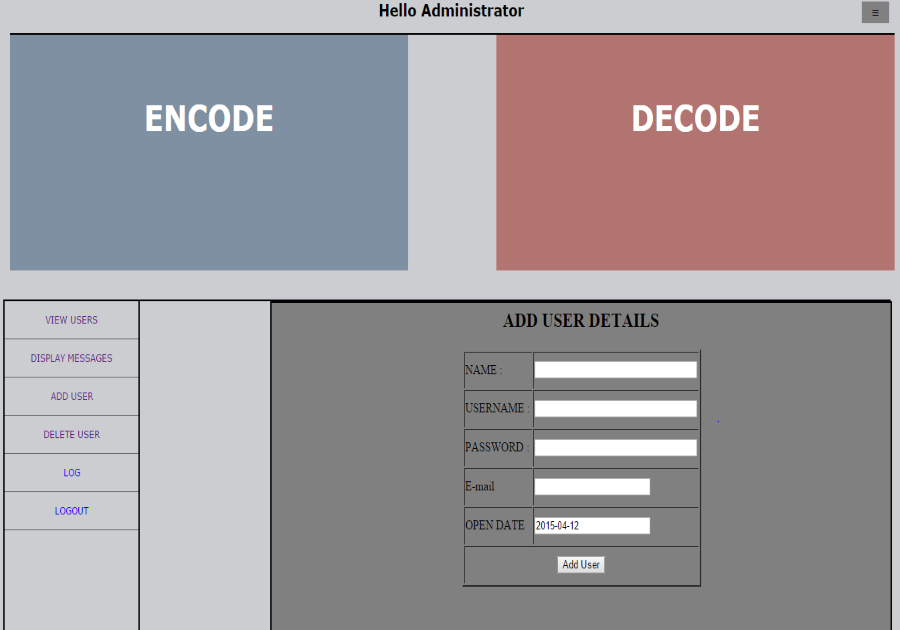 Hello Administrator
≡
ENCODE
DECODE
VIEW USERS
DISPLAY MESSAGES
ADD USER
DELETE USER
LOG
LOGOUT
ADD USER DETAILS
NAME :
USERNAME :
PASSWORD :
E-mail
OPEN DATE 2015-04-12
Add User